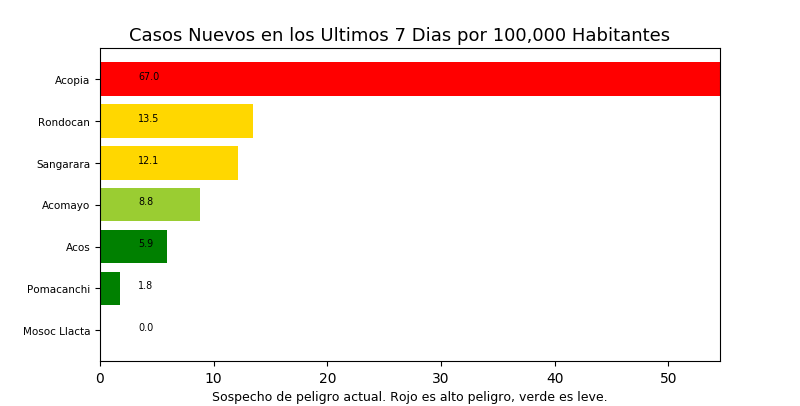 Casos Nuevos en los Ultimos 7 Dias por 100,000 Habitantes
Acopia 67.0
Rondocan 13.5
Sangarara 12.1
Acomayo 8.8
Acos 5.9
Pomacanchi 1.8
Mosoc Llacta 0.0
0 10 20 30 40 50
Sospecho de peligro actual. Rojo es alto peligro, verde es leve.